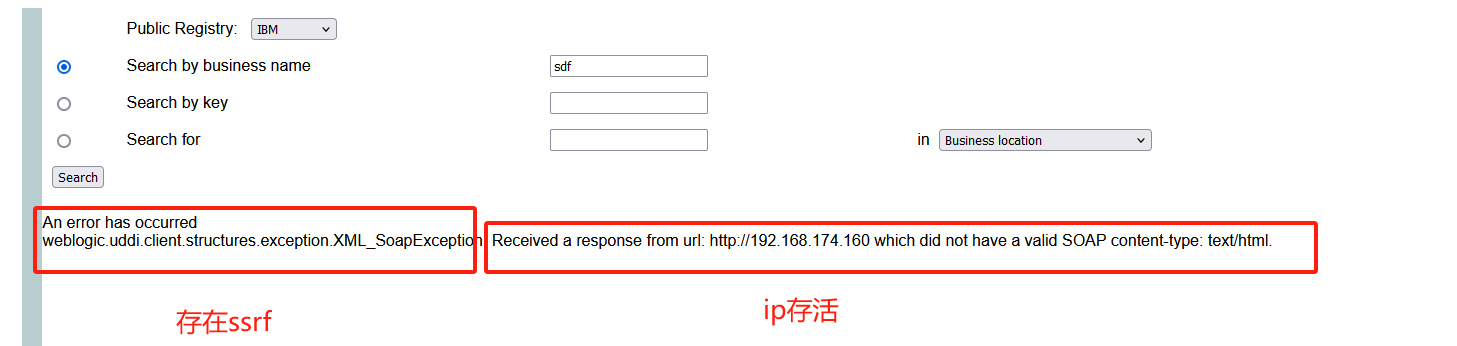 Public Registry: IBM
Search by business name sdf
Search by key
Search for in Business location
Search
An error has occurred
weblogic.uddi.client.structures.exception.XML_SoapException: Received a response from url: http://192.168.174.160 which did not have a valid SOAP content-type: text/html.
存在ssrf
ip存活